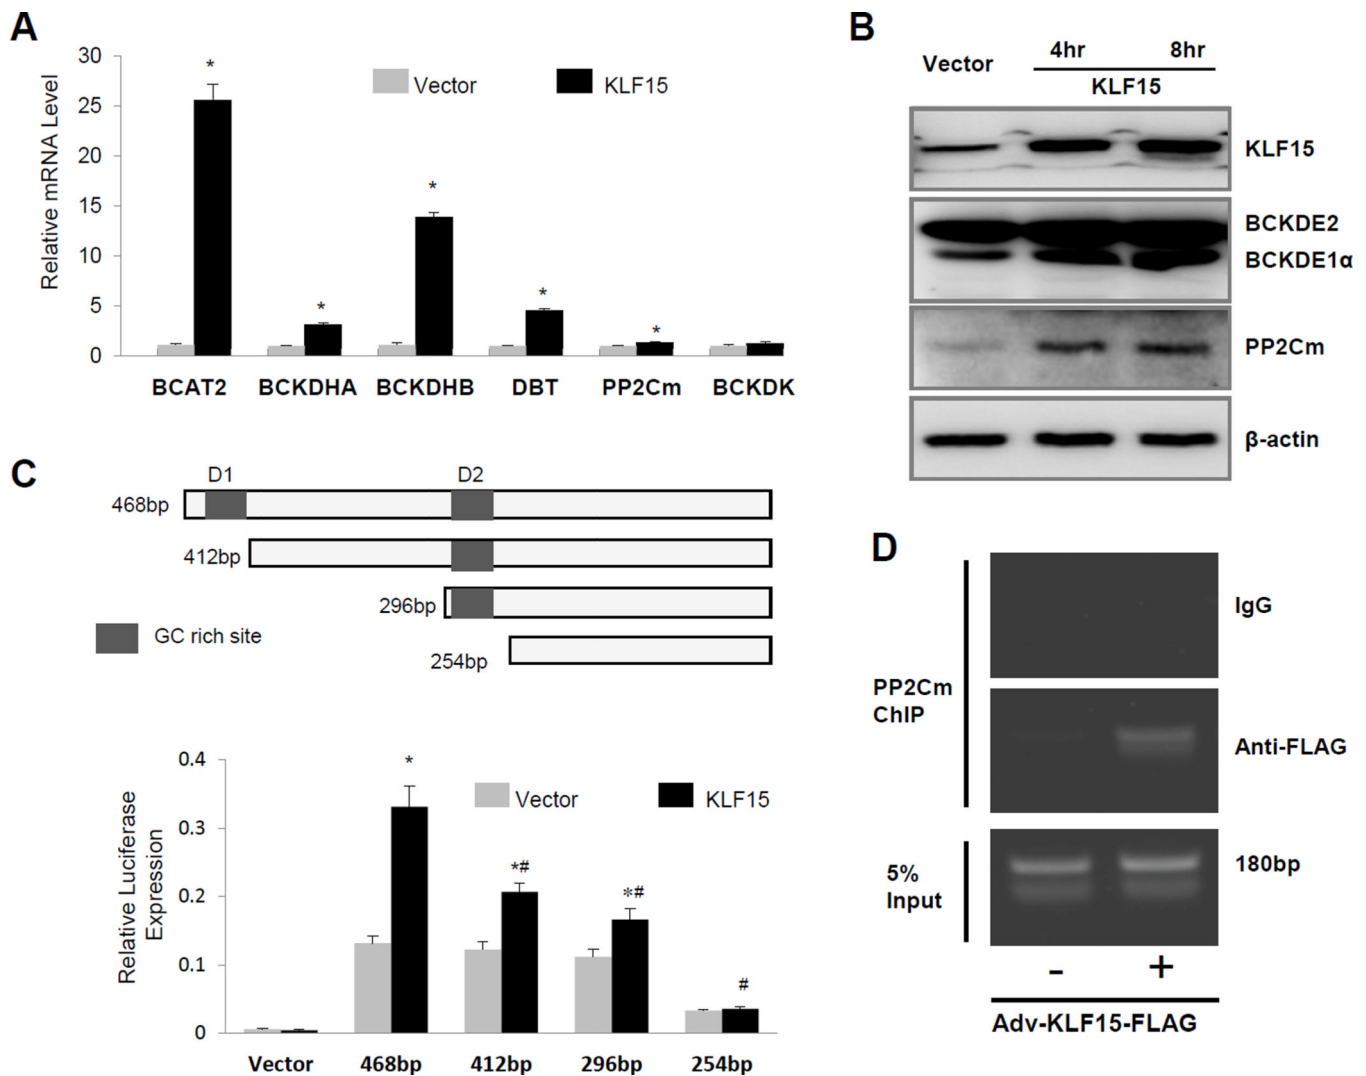 A
30
25
20
15
10
5
0
Relative mRNA Level
Vector
KLF15
*
*
*
*
*
BCAT2 BCKDHA BCKDHB DBT PP2Cm BCKDK
B
Vector 4hr 8hr
KLF15
KLF15
BCKDE2
BCKDE1α
PP2Cm
β-actin
C
D1 D2
468bp
412bp
296bp
254bp
GC rich site
0.4
0.3
0.2
0.1
0
Relative Luciferase
Expression
Vector
KLF15
*
*#
*#
#
Vector 468bp 412bp 296bp 254bp
D
PP2Cm
ChIP
IgG
Anti-FLAG
5%
Input
180bp
- +
Adv-KLF15-FLAG